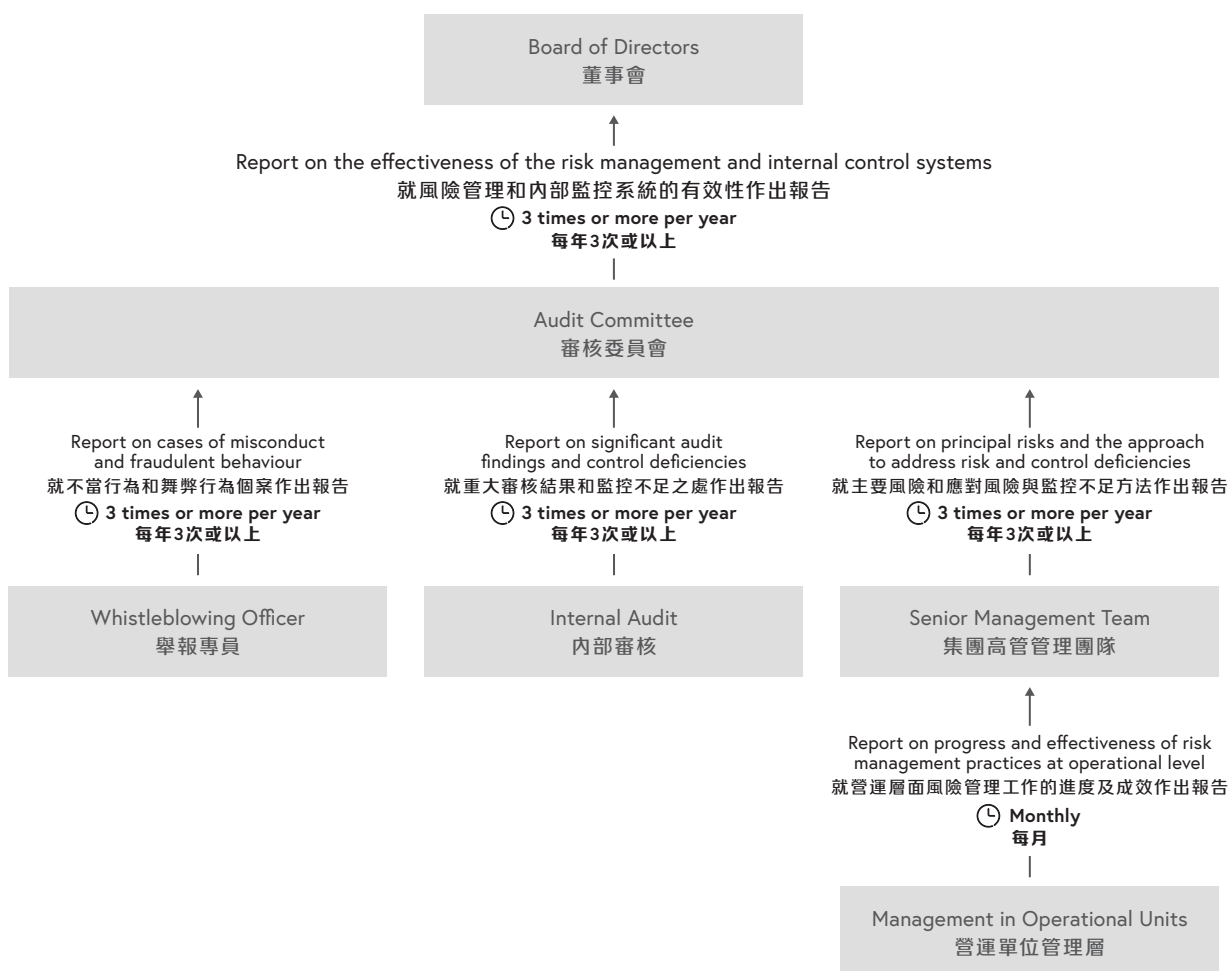 Board of Directors
董事會
Report on the effectiveness of the risk management and internal control systems
就風險管理和內部監控系統的有效性作出報告
3 times or more per year
每年3次或以上
Audit Committee
審核委員會
Report on cases of misconduct
and fraudulent behaviour
就不當行為和舞弊行為個案作出報告
3 times or more per year
每年3次或以上
Report on significant audit
findings and control deficiencies
就重大審核結果和監控不足之處作出報告
3 times or more per year
每年3次或以上
Report on principal risks and the approach
to address risk and control deficiencies
就主要風險和應對風險與監控不足方法作出報告
3 times or more per year
每年3次或以上
Whistleblowing Officer
舉報專員
Internal Audit
內部審核
Senior Management Team
集團高管管理團隊
Report on progress and effectiveness of risk
management practices at operational level
就營運層面風險管理工作的進度及成效作出報告
Monthly
每月
Management in Operational Units
營運單位管理層